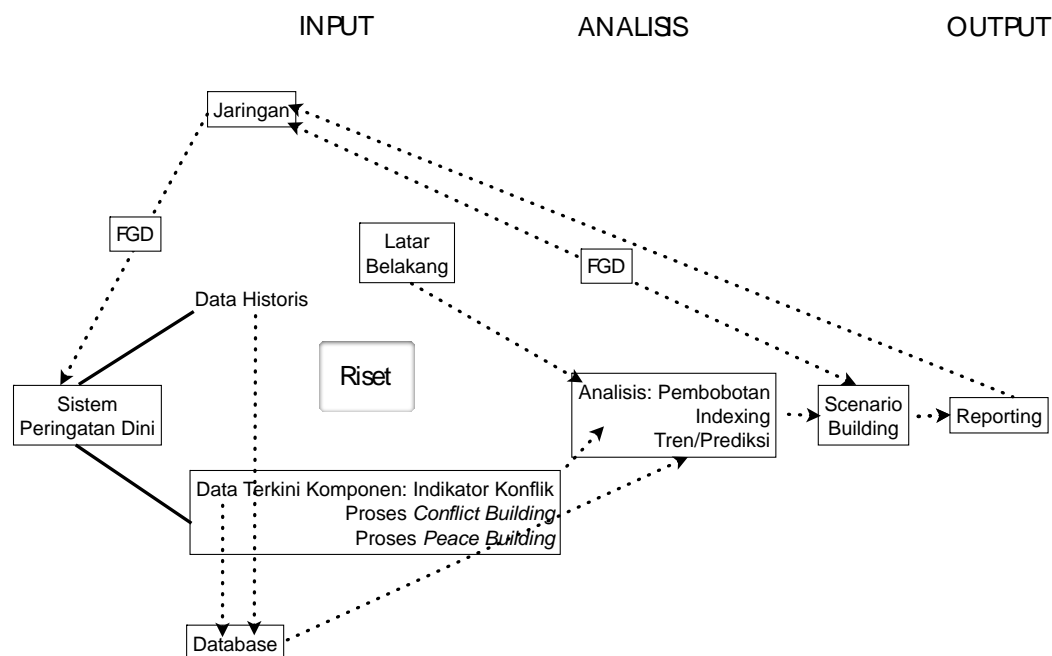 INPUT
ANALISIS
OUTPUT
Jaringan
FGD
Latar
Belakang
FGD
Data Historis
Riset
Sistem
Peringatan Dini
Analisis: Pembobotan
Indexing
Tren/Prediksi
Scenario
Building
Reporting
Data Terkini Komponen: Indikator Konflik
Proses Conflict Building
Proses Peace Building
Database